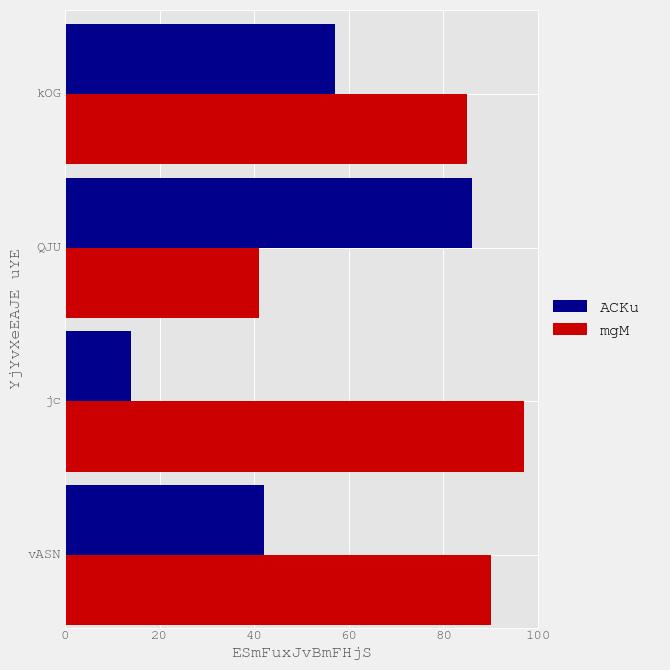 kOG
QJU
jc
vASN
YjYvXeEAJE uYE
0 20 40 60 80 100
ESmFuxJvBmFHjS
ACKu
mgM